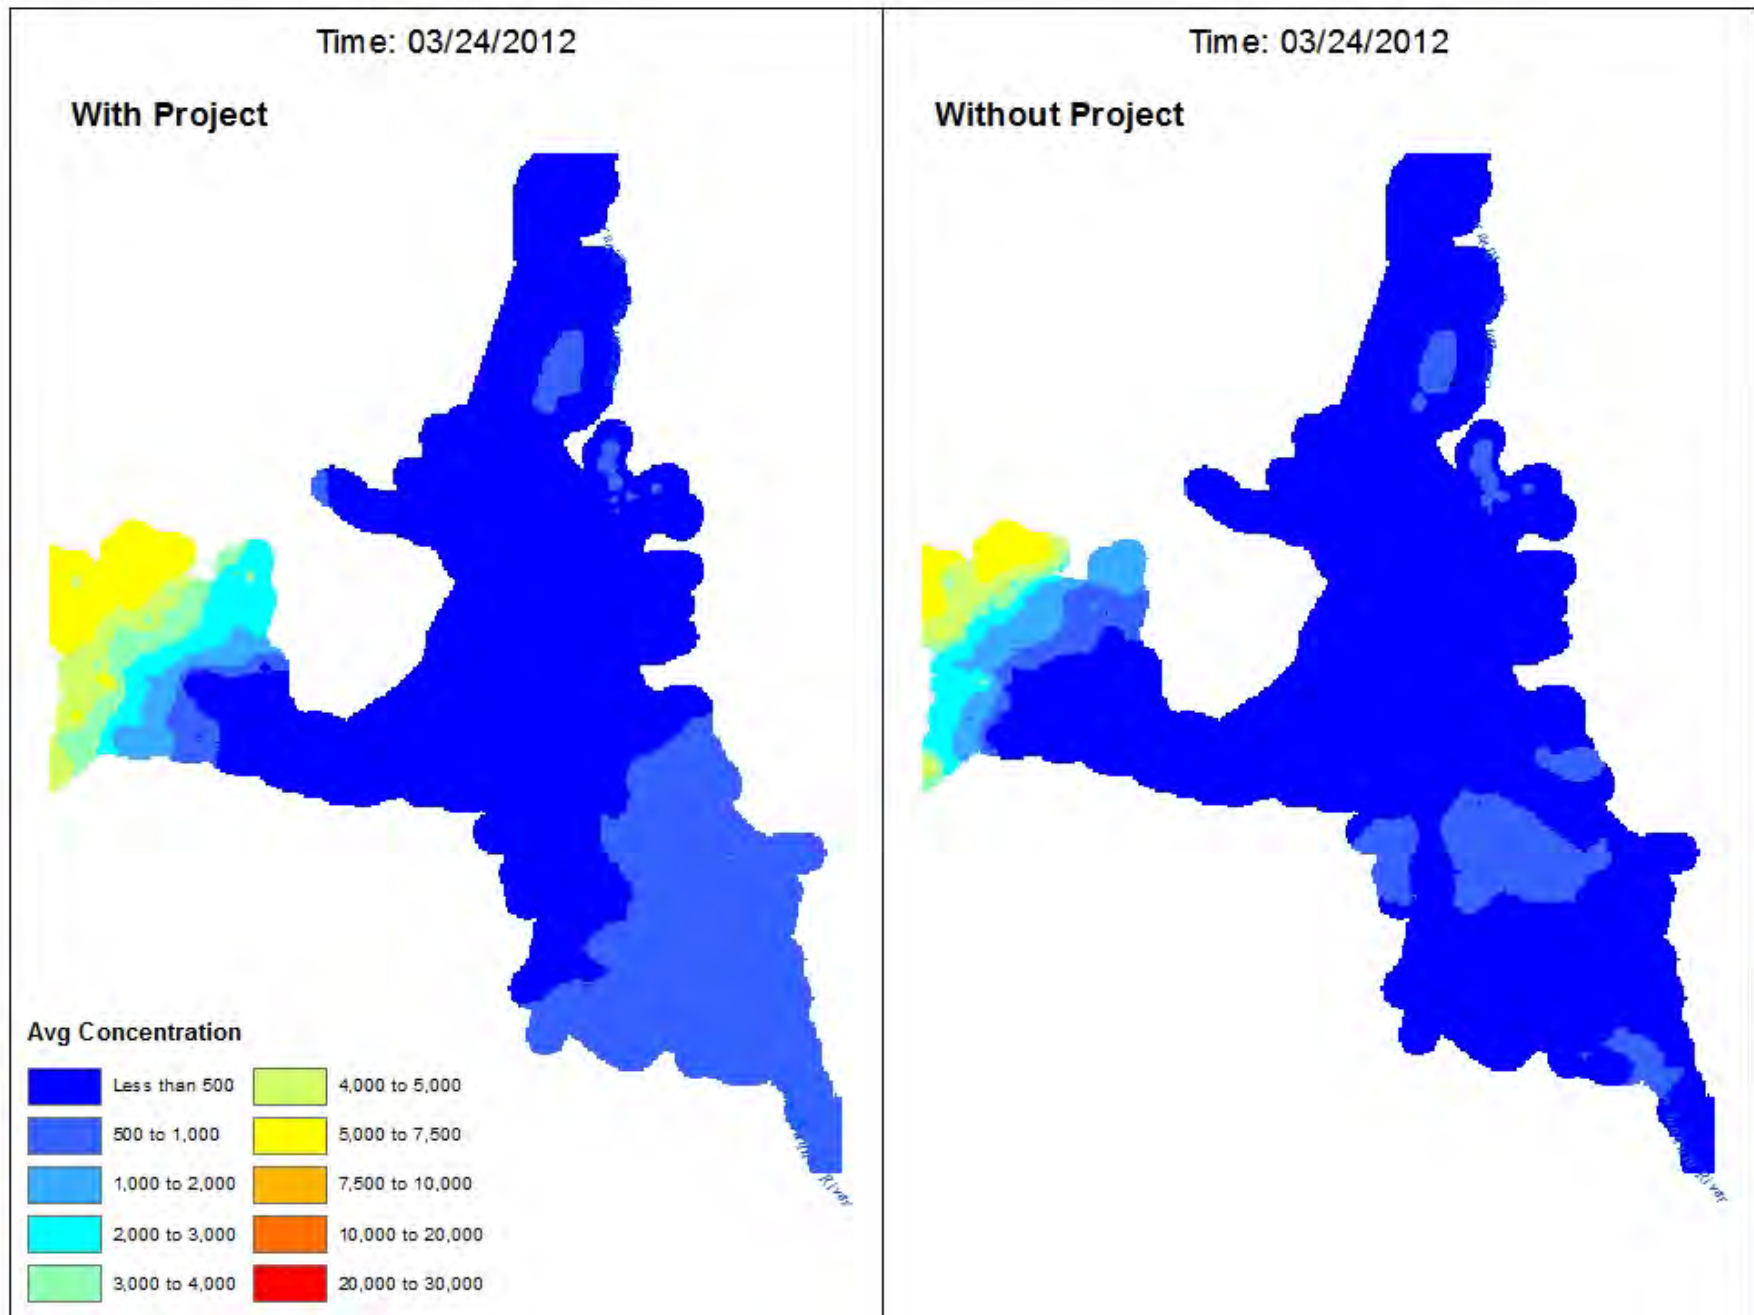 Time: 03/24/2012
With Project
Avg Concentration
Less than 500
500 to 1,000
1,000 to 2,000
2,000 to 3,000
3,000 to 4,000
4,000 to 5,000
5,000 to 7,500
7,500 to 10,000
10,000 to 20,000
20,000 to 30,000
River
Time: 03/24/2012
Without Project
River